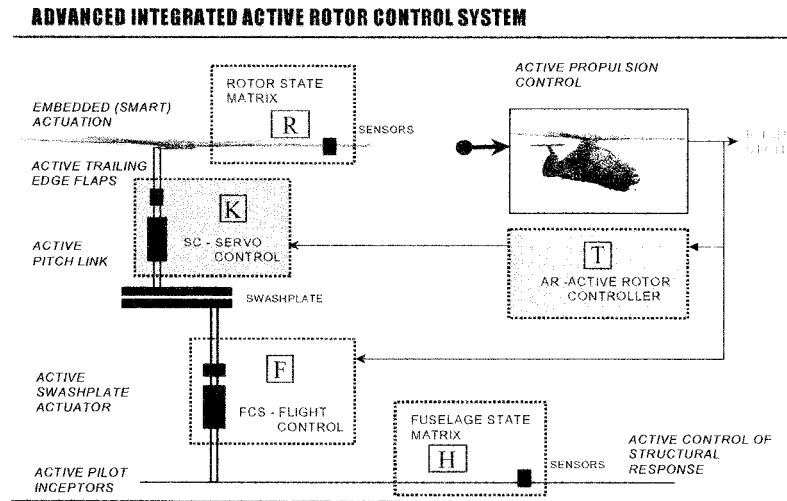 ADVANCED INTEGRATED ACTIVE ROTOR CONTROL SYSTEM
ACTIVE PROPULSION
CONTROL
ROTOR STATE
MATRIX
R
SENSORS
EMBEDDED (SMART)
ACTUATION
ACTIVE TRAILING
EDGE FLAPS
K
SC - SERVO
CONTROL
ACTIVE
PITCH LINK
T
AR -ACTIVE ROTOR
CONTROLLER
SWASHPLATE
F
FCS - FLIGHT
CONTROL
ACTIVE
SWASHPLATE
ACTUATOR
FUSELAGE STATE
MATRIX
H
SENSORS
ACTIVE CONTROL OF
STRUCTURAL
RESPONSE
ACTIVE PILOT
INCEPTORS